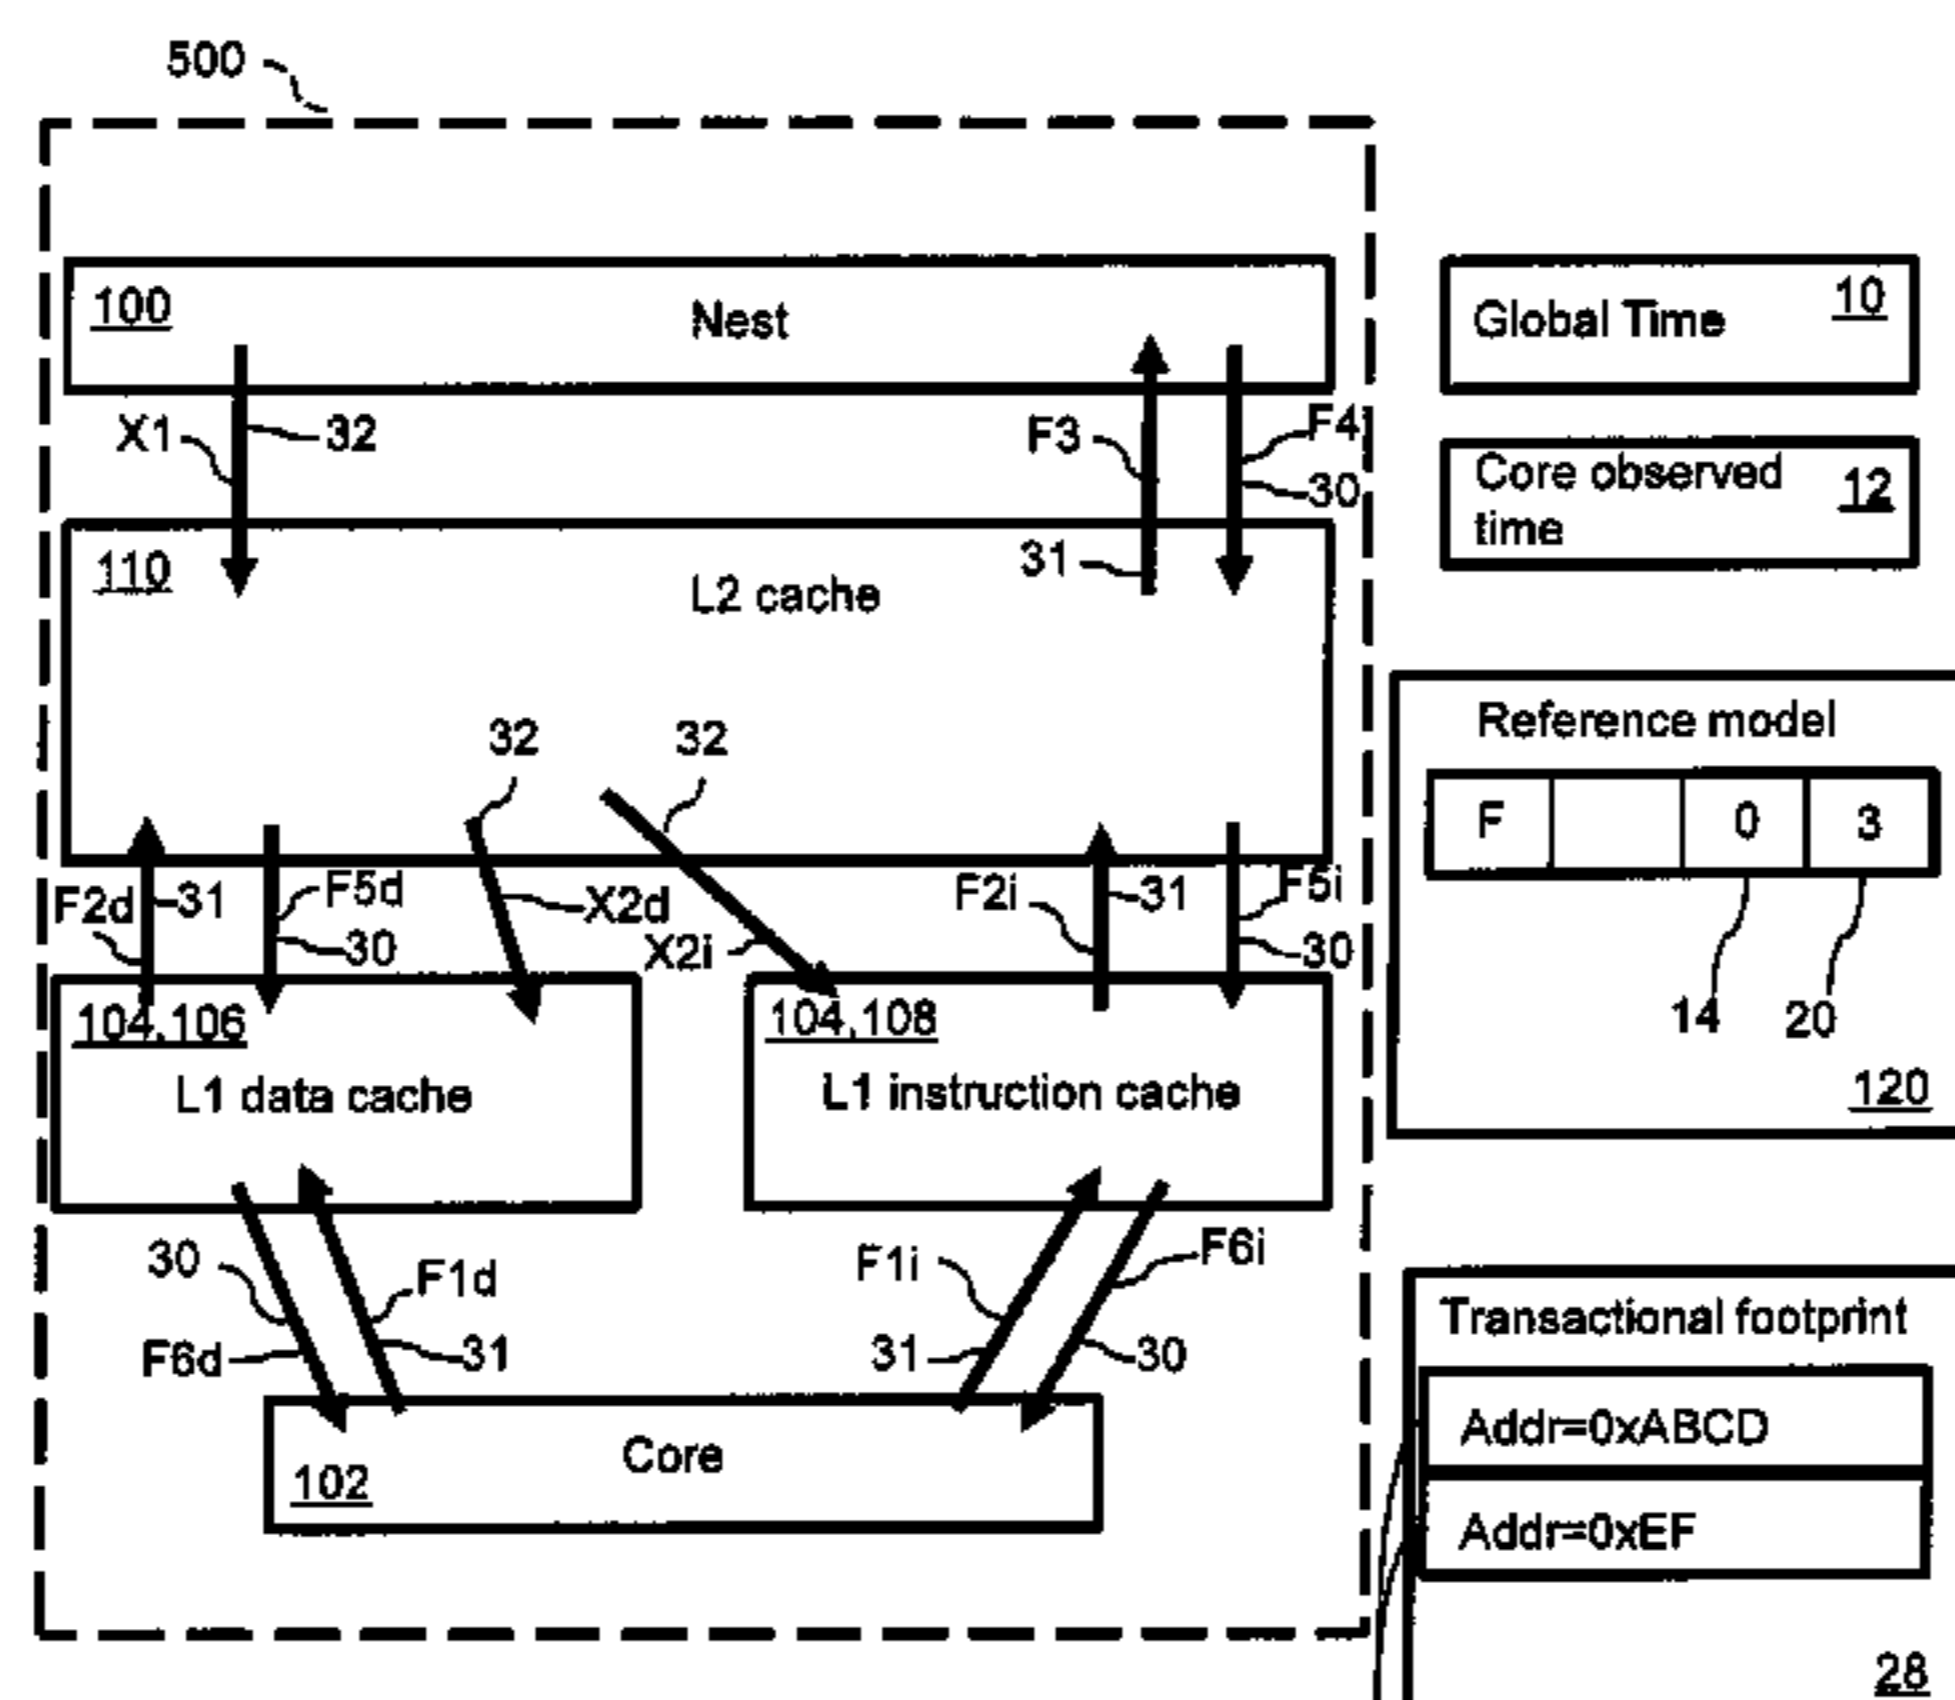 500
100
Nest
10
Global Time
X1
32
F3
F4
30
Core observed
time
12
110
31
L2 cache
32
32
Reference model
F
0
3
F2d
31
F5d
30
X2d
X2i
F2i
31
F5i
30
14
20
104,106
L1 data cache
104,108
L1 instruction cache
120
30
F1d
F6d
31
F1i
F6i
31
30
Transactional footprint
Addr=0xABCD
Addr=0xEF
Core
102
28